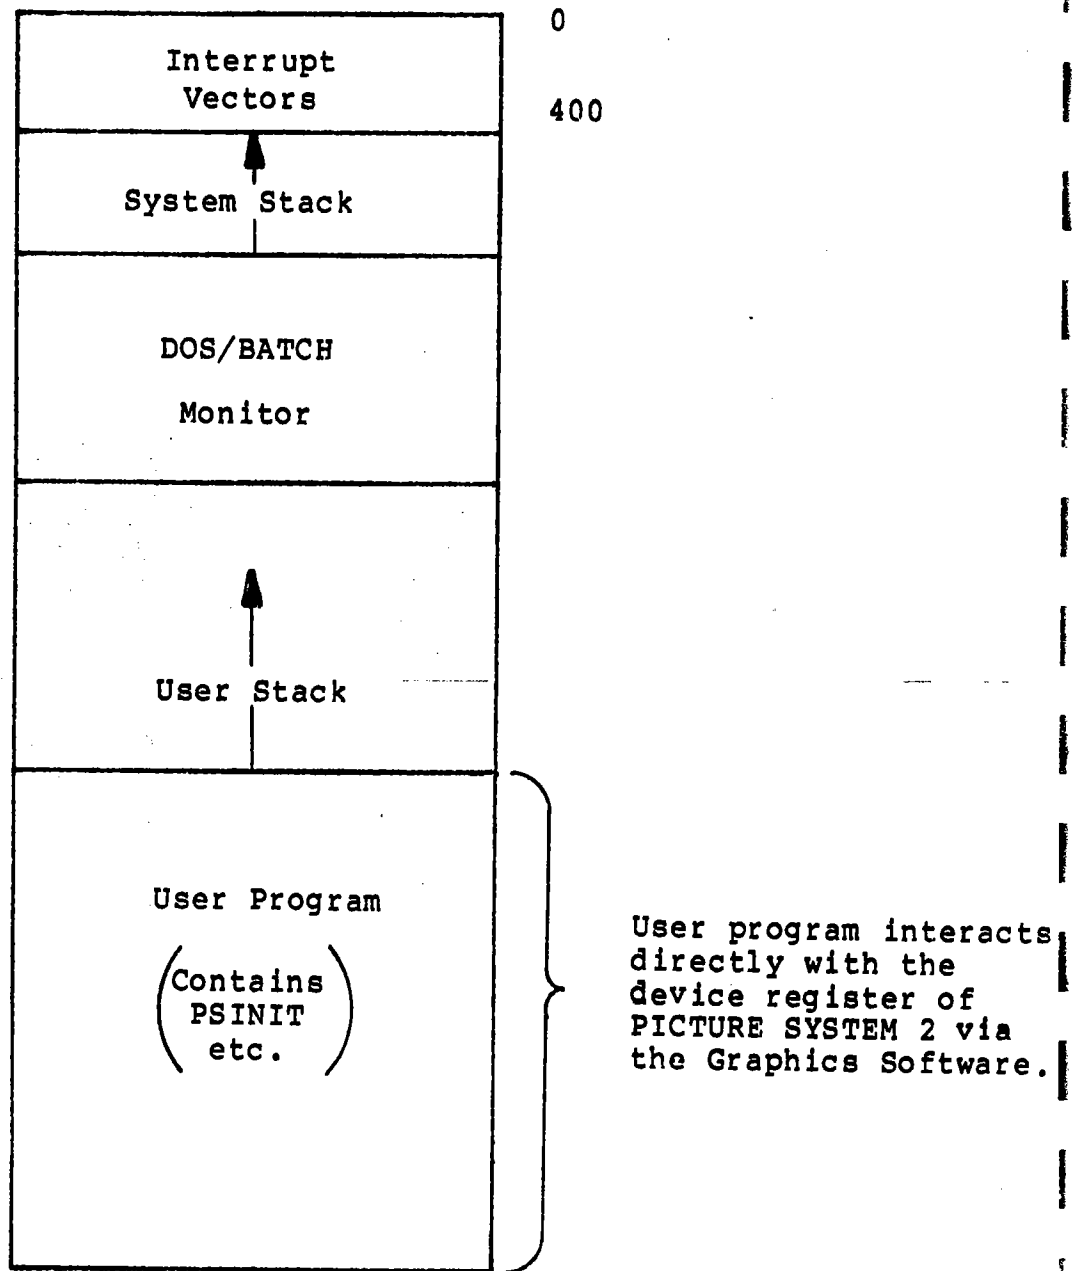 0
Interrupt
Vectors
400
System Stack
DOS/BATCH
Monitor
User Stack
User Program
(Contains
PSINIT
etc.)
User program interacts
directly with the
device register of
PICTURE SYSTEM 2 via
the Graphics Software.